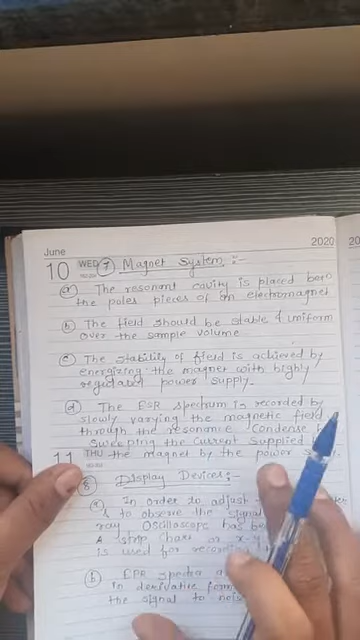 June
2020
10 WED
7 Magnet System :-
a The resonant cavity is placed betn
the poles pieces of an electromagnet
b The field should be stable & uniform
over the sample volume
c The stability of field is achieved by
energizing the magnet with highly
regulated power supply.
d The ESR spectrum is recorded by
slowly varying the magnetic field
through the resonance Condense by
Sweeping the current supplied
11 THU the magnet by the power
8 Display Devices :-
a In order to adjust
to observe the signal
ray Oscilloscope has
A strip Chart or x-y
is used for recording
b EPR spectra
in derivative
the signal to noise